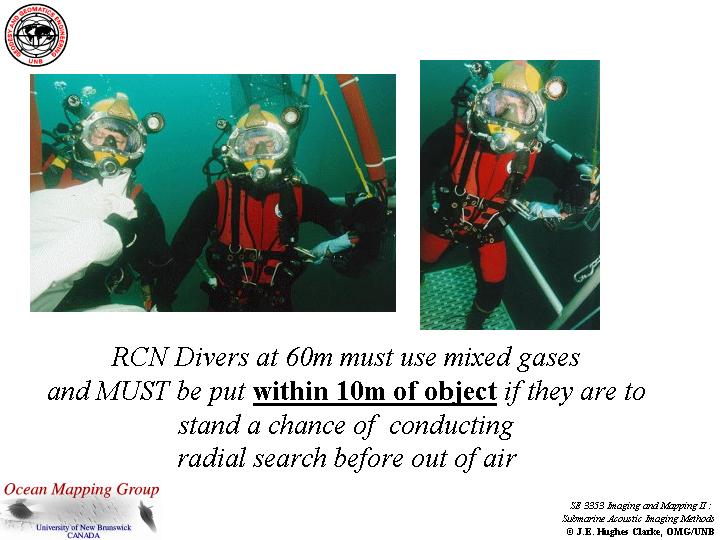 GEODESY AND GEOMATICS ENGINEERING
UNB
RCN Divers at 60m must use mixed gases
and MUST be put within 10m of object if they are to
stand a chance of conducting
radial search before out of air
Ocean Mapping Group
University of New Brunswick
CANADA
SE 3353 Imaging and Mapping II :
Submarine Acoustic Imaging Methods
© J.E. Hughes Clarke, OMG/UNB